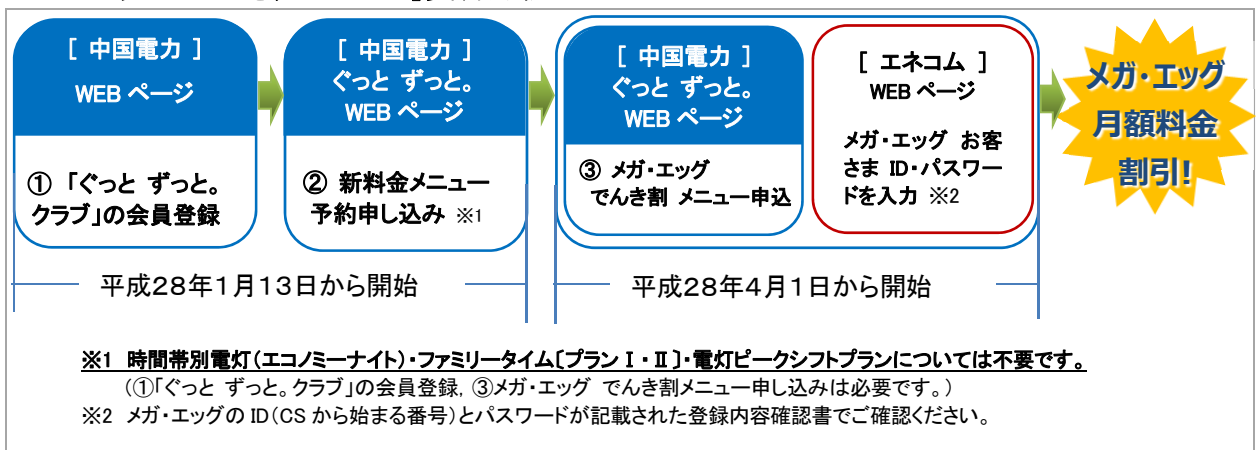 [ 中国電力 ]
WEB ページ
① 「ぐっと ずっと。
クラブ」の会員登録
[ 中国電力 ]
ぐっと ずっと。
WEB ページ
② 新料金メニュー
予約申し込み ※1
[ 中国電力 ]
ぐっと ずっと。
WEB ページ
③ メガ・エッグ
でんき割 メニュー申込
[ エネコム ]
WEB ページ
メガ・エッグ お客
さま ID・パスワー
ドを入力 ※2
メガ・エッグ
月額料金
割引!
平成28年1月13日から開始
平成28年4月1日から開始
※1 時間帯別電灯(エコノミーナイト)・ファミリータイム〔プラン Ⅰ・Ⅱ〕・電灯ピークシフトプランについては不要です。
(①「ぐっと ずっと。クラブ」の会員登録, ③メガ・エッグ でんき割メニュー申し込みは必要です。)
※2 メガ・エッグの ID(CS から始まる番号)とパスワードが記載された登録内容確認書でご確認ください。